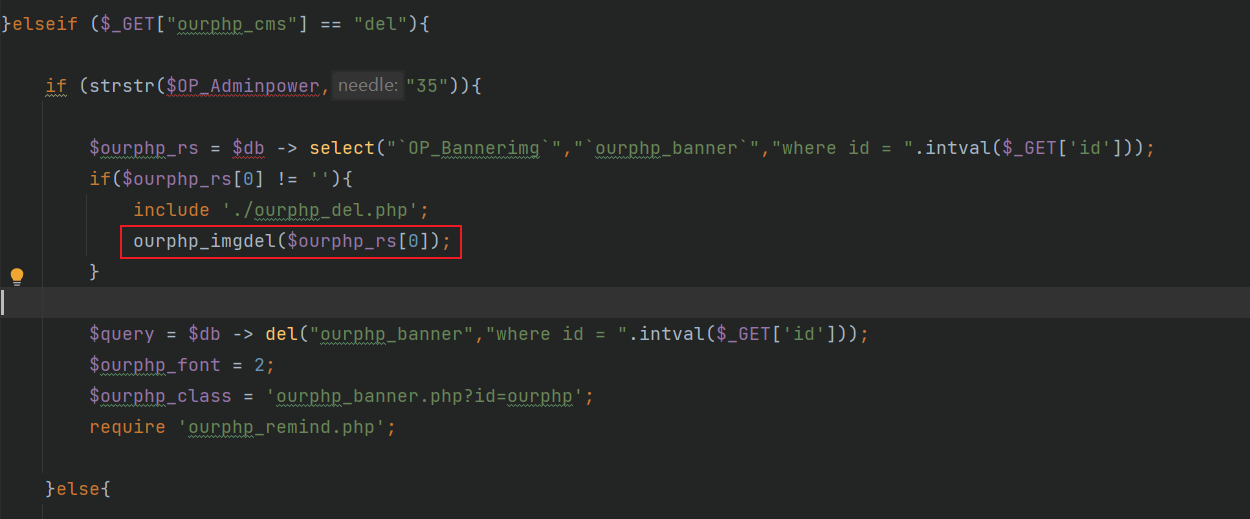 }elseif ($_GET["ourphp_cms"] == "del"){
if (strstr($OP_Adminpower, needle: "35")){
$ourphp_rs = $db -> select("`OP_Bannerimg`","`ourphp_banner`","where id = ".intval($_GET['id']));
if($ourphp_rs[0] != ''){
include './ourphp_del.php';
ourphp_imgdel($ourphp_rs[0]);
}
$query = $db -> del("ourphp_banner","where id = ".intval($_GET['id']));
$ourphp_font = 2;
$ourphp_class = 'ourphp_banner.php?id=ourphp';
require 'ourphp_remind.php';
}else{